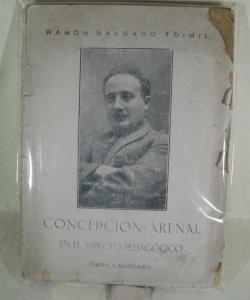 RAMÓN SALGADO TOIMIL
CONCEPCIÓN ARENAL
EN EL ASPECTO PEDAGÓGICO
OBRA LAUREADA